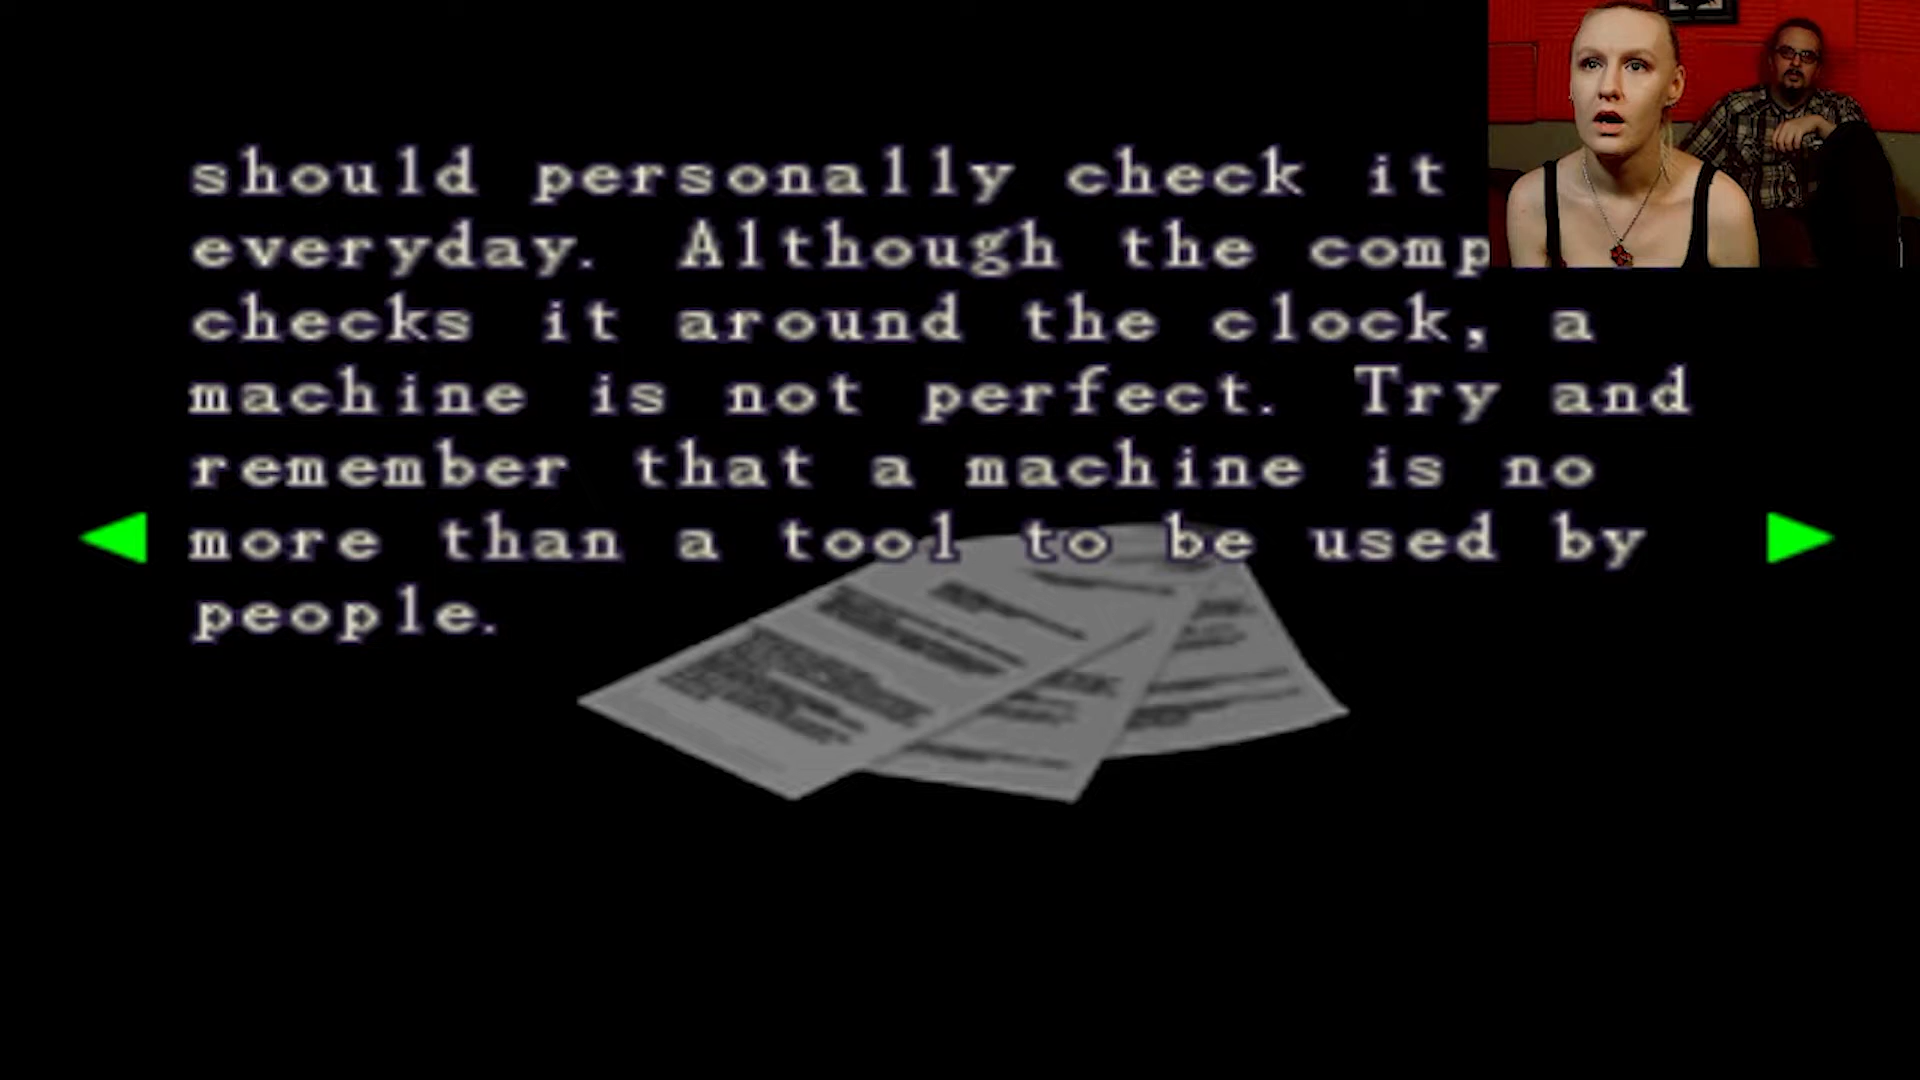 should personally check it
everyday. Although the comp
checks it around the clock, a
machine is not perfect. Try and
remember that a machine is no
more than a tool to be used by
people.